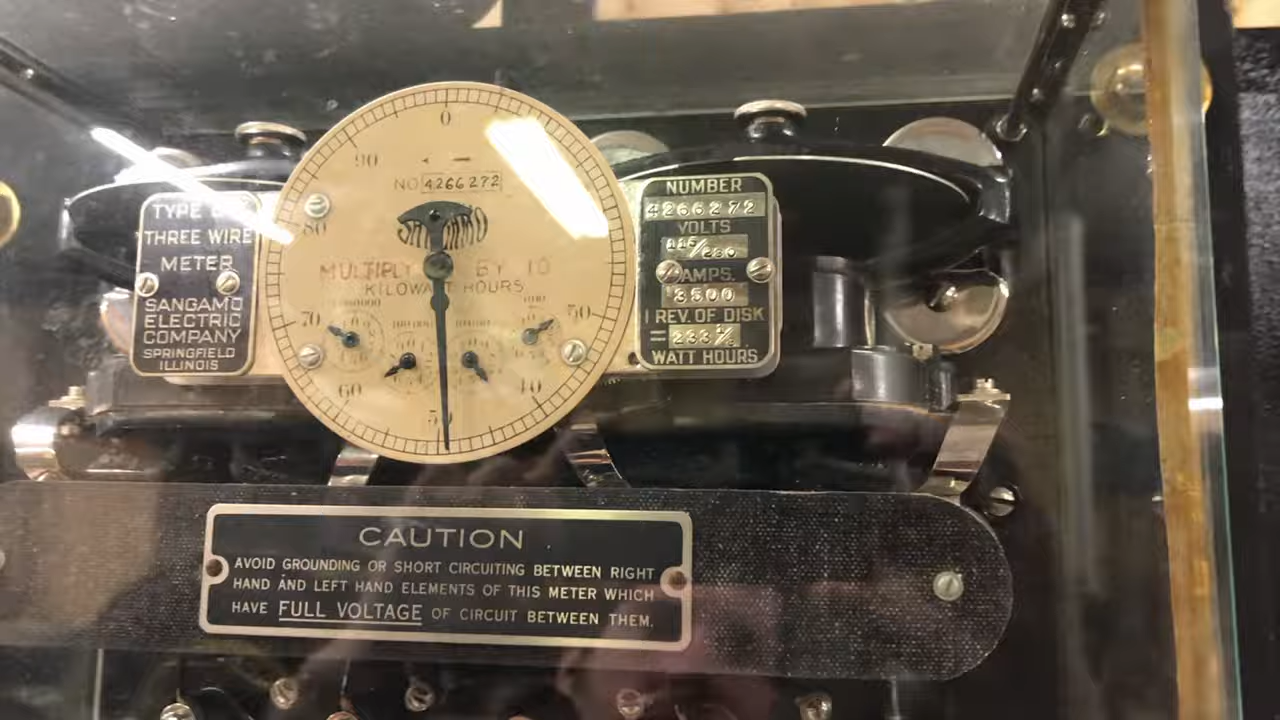 TYPE
THREE WIRE
METER
SANGAMO
ELECTRIC
COMPANY
SPRINGFIELD
ILLINOIS
0
90
80
70
60
50
40
NO 4266272
SANGAMO
MULTIPLY BY 10
KILOWATT HOURS
NUMBER
4266272
VOLTS
115/230
AMPS.
3500
1 REV. OF DISK
233 1/3
WATT HOURS
CAUTION
AVOID GROUNDING OR SHORT CIRCUITING BETWEEN RIGHT
HAND AND LEFT HAND ELEMENTS OF THIS METER WHICH
HAVE FULL VOLTAGE OF CIRCUIT BETWEEN THEM.